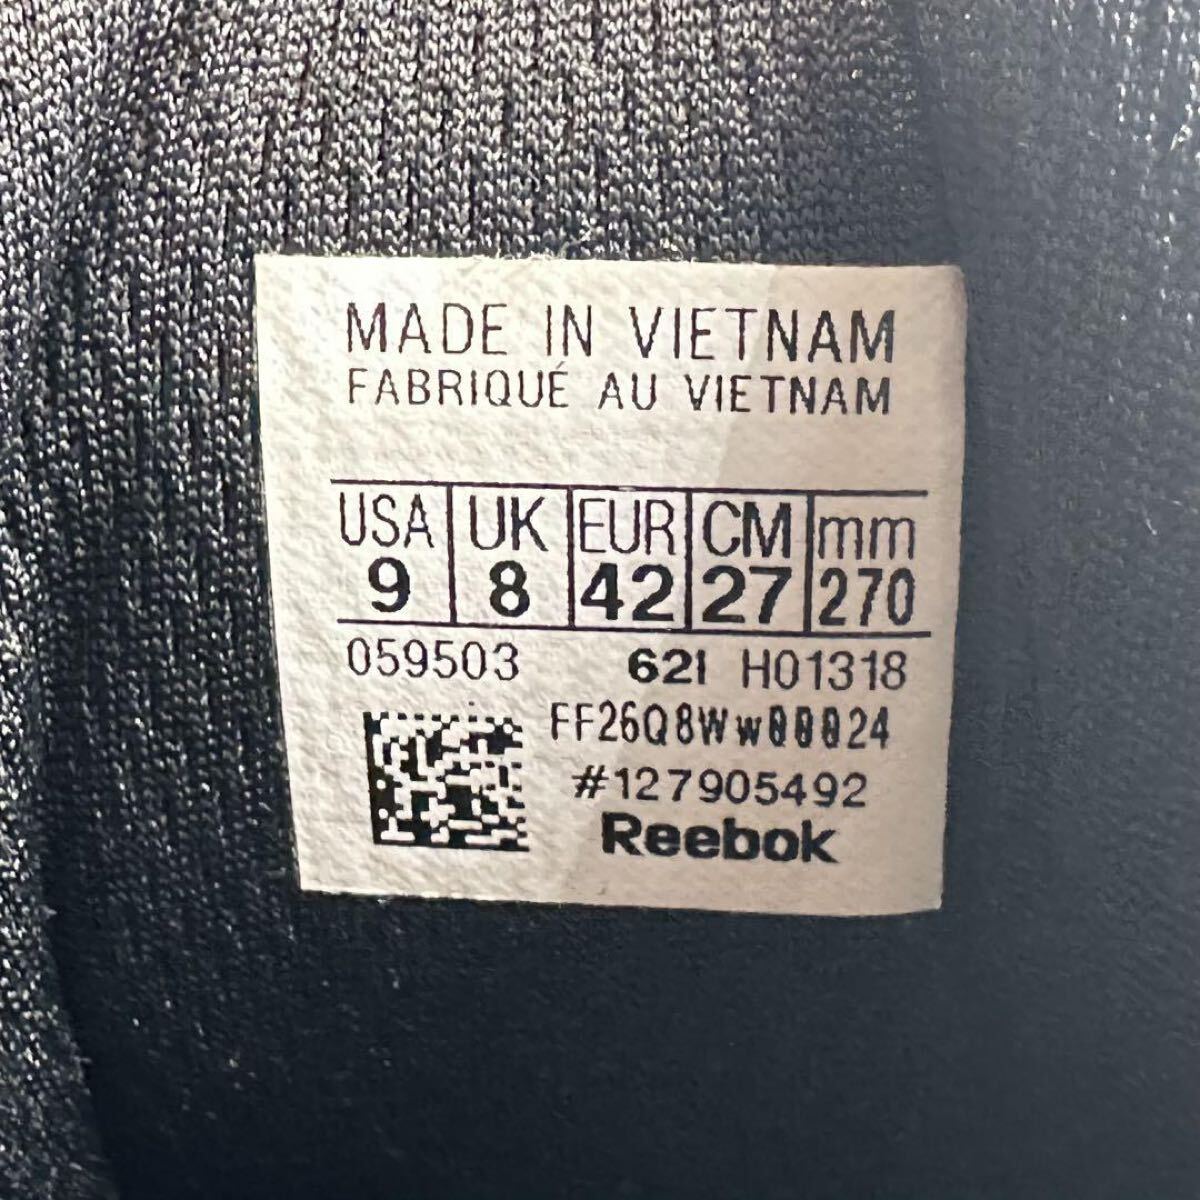 MADE IN VIETNAM
FABRIQUÉ AU VIETNAM
USA UK EUR CM mm
9 8 42 27 270
059503 62I H01318
FF26Q8Ww00024
#127905492
Reebok